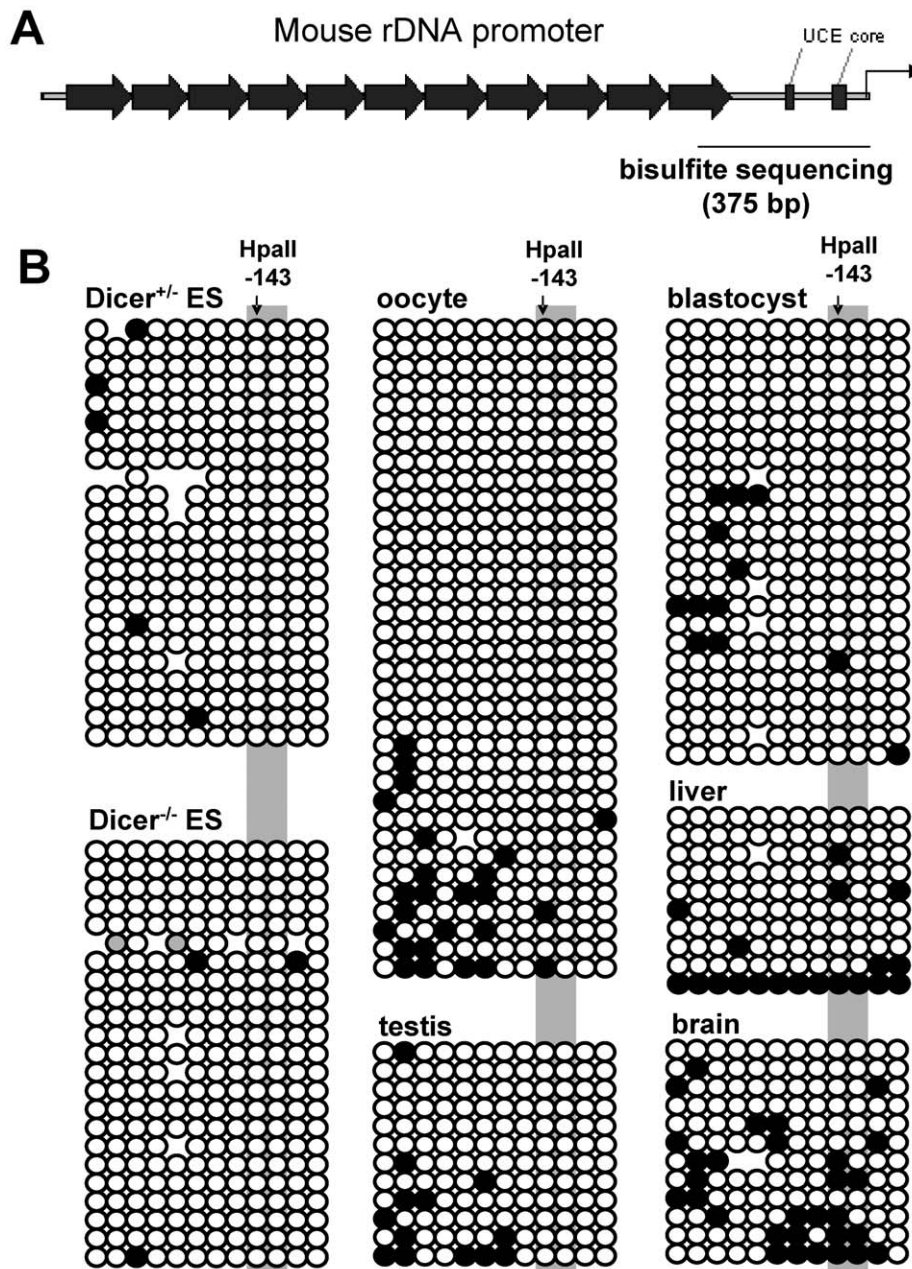 A
Mouse rDNA promoter
UCE core
bisulfite sequencing
(375 bp)
B
HpaII
-143
Dicer+/- ES
HpaII
-143
oocyte
HpaII
-143
blastocyst
liver
Dicer-/- ES
testis
brain